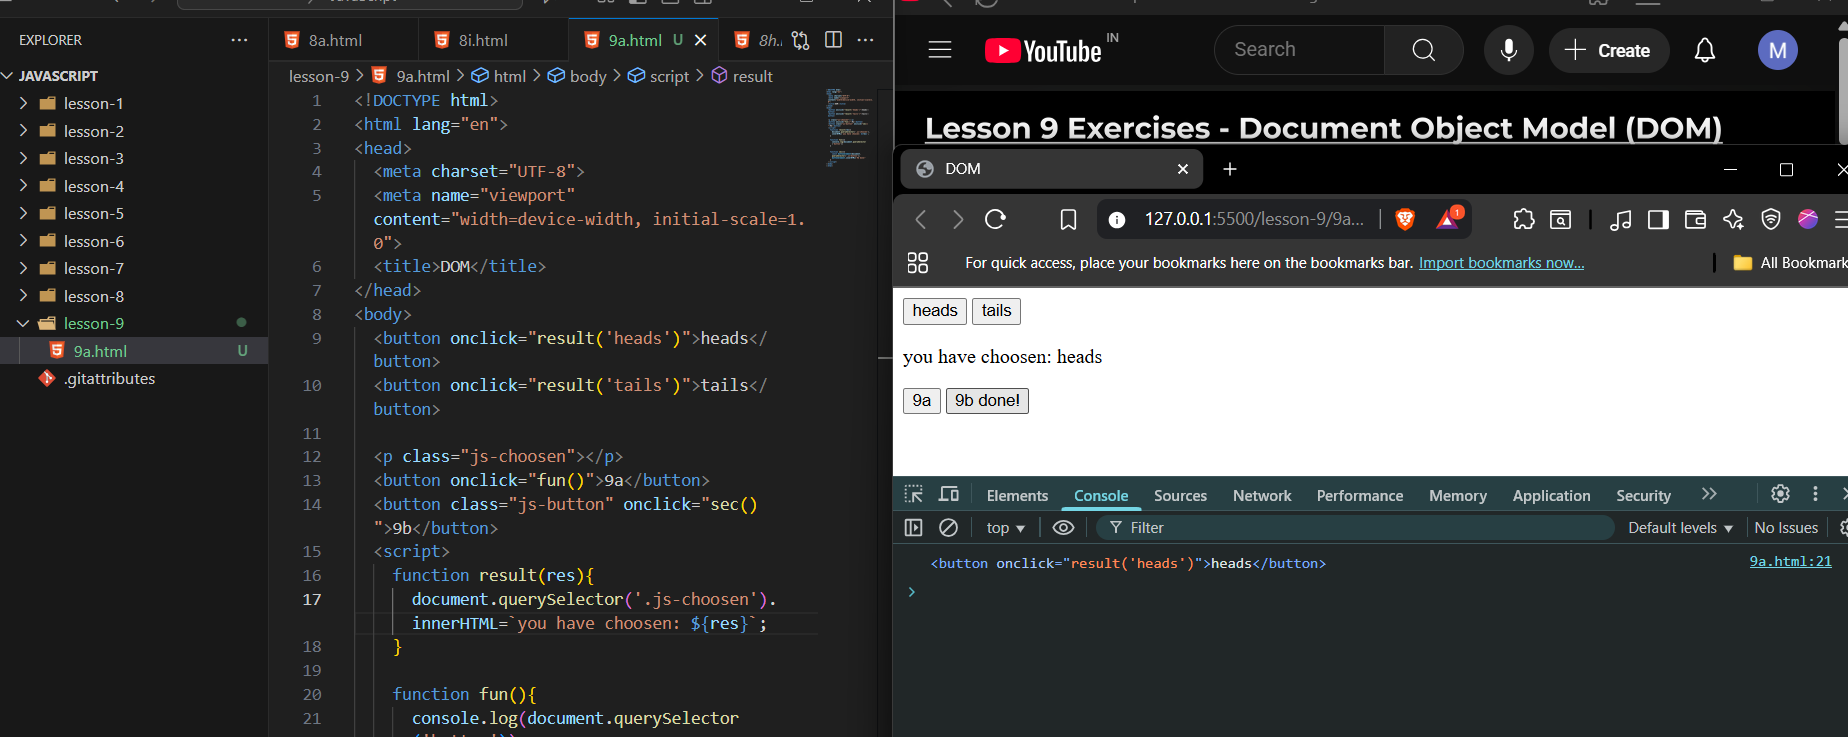 EXPLORER
JAVASCRIPT
lesson-1
lesson-2
lesson-3
lesson-4
lesson-5
lesson-6
lesson-7
lesson-8
lesson-9
9a.html U
.gitattributes
8a.html 8i.html 9a.html U 8h.
lesson-9 > 9a.html > html > body > script > result
1 <!DOCTYPE html>
2 <html lang="en">
3 <head>
4 <meta charset="UTF-8">
5 <meta name="viewport"
content="width=device-width, initial-scale=1.
0">
6 <title>DOM</title>
7 </head>
8 <body>
9 <button onclick="result('heads')">heads</
button>
10 <button onclick="result('tails')">tails</
button>
11
12 <p class="js-choosen"></p>
13 <button onclick="fun()">9a</button>
14 <button class="js-button" onclick="sec()
">9b</button>
15 <script>
16 function result(res){
17 document.querySelector('.js-choosen').
innerHTML=`you have choosen: ${res}`;
18 }
19
20 function fun(){
21 console.log(document.querySelector
YouTube IN
Search
Create
M
Lesson 9 Exercises - Document Object Model (DOM)
DOM
127.0.0.1:5500/lesson-9/9a...
1
For quick access, place your bookmarks here on the bookmarks bar. Import bookmarks now...
All Bookmark
heads tails
you have choosen: heads
9a 9b done!
Elements Console Sources Network Performance Memory Application Security
top Filter Default levels No Issues
<button onclick="result('heads')">heads</button> 9a.html:21